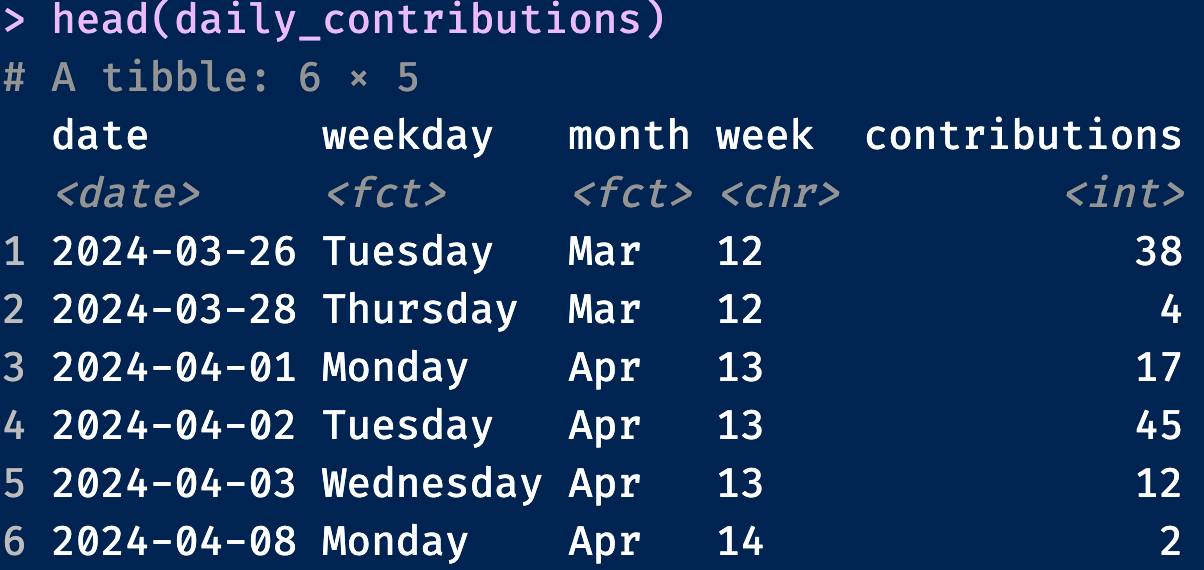 > head(daily_contributions)
# A tibble: 6 × 5
  date       weekday   month week  contributions
  <date>     <fct>     <fct> <chr>         <int>
1 2024-03-26 Tuesday   Mar   12               38
2 2024-03-28 Thursday  Mar   12                4
3 2024-04-01 Monday    Apr   13               17
4 2024-04-02 Tuesday   Apr   13               45
5 2024-04-03 Wednesday Apr   13               12
6 2024-04-08 Monday    Apr   14                2